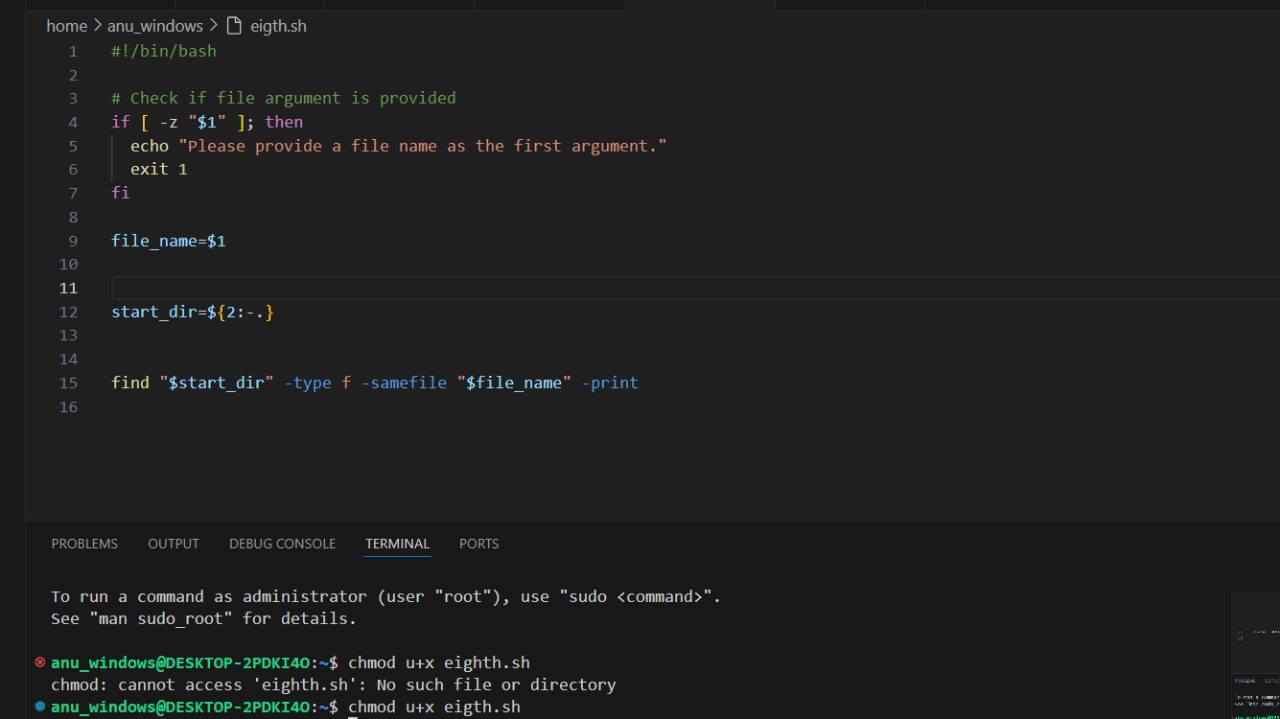 home > anu_windows > eigth.sh
1 #!/bin/bash
2
3 # Check if file argument is provided
4 if [ -z "$1" ]; then
5 echo "Please provide a file name as the first argument."
6 exit 1
7 fi
8
9 file_name=$1
10
11
12 start_dir=${2:-.}
13
14
15 find "$start_dir" -type f -samefile "$file_name" -print
16
PROBLEMS OUTPUT DEBUG CONSOLE TERMINAL PORTS
To run a command as administrator (user "root"), use "sudo <command>".
See "man sudo_root" for details.
anu_windows@DESKTOP-2PDKI4O:~$ chmod u+x eighth.sh
chmod: cannot access 'eighth.sh': No such file or directory
anu_windows@DESKTOP-2PDKI4O:~$ chmod u+x eigth.sh